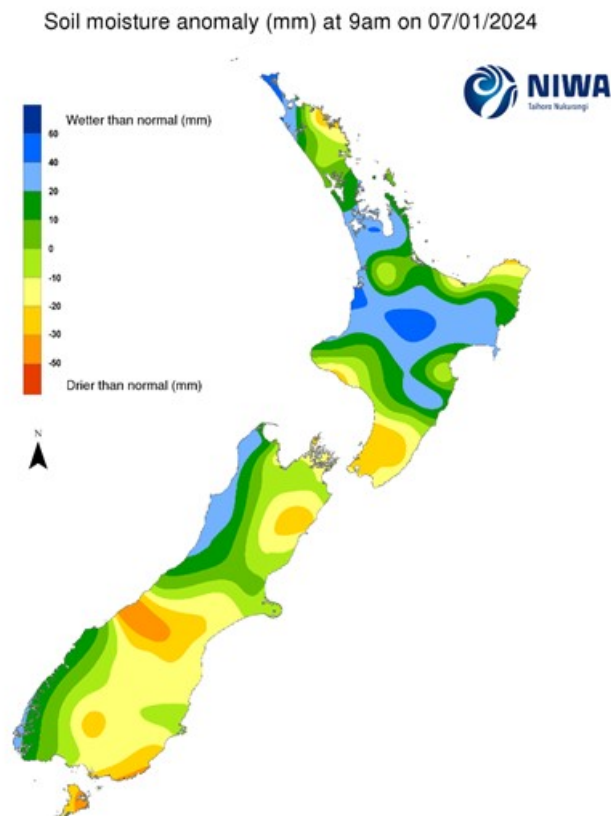 Soil moisture anomaly (mm) at 9am on 07/01/2024
NIWA
Taihoro Nukurangi
Wetter than normal (mm)
60
40
20
10
0
-10
-20
-30
-50
Drier than normal (mm)
N